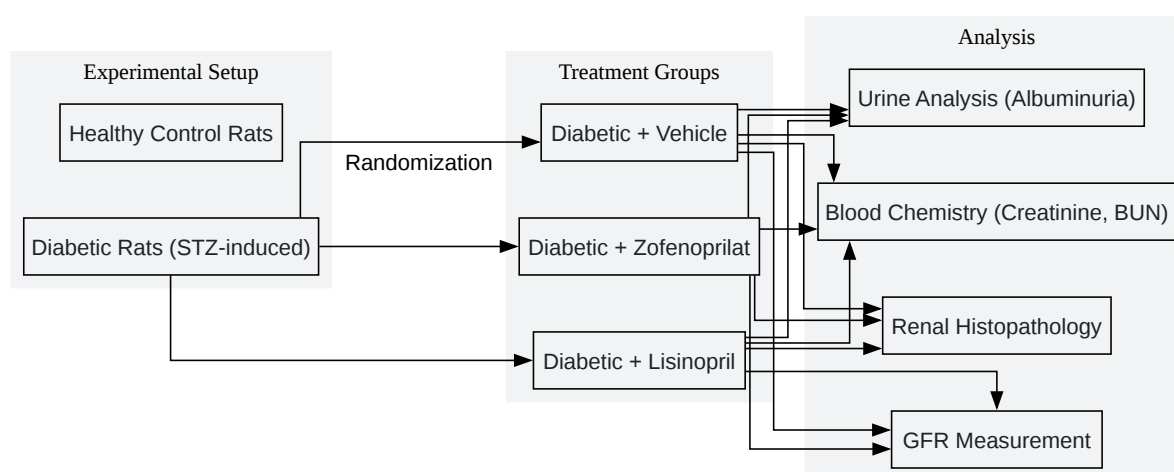 Experimental Setup
Healthy Control Rats
Diabetic Rats (STZ-induced)
Randomization
Treatment Groups
Diabetic + Vehicle
Diabetic + Zofenoprilat
Diabetic + Lisinopril
Analysis
Urine Analysis (Albuminuria)
Blood Chemistry (Creatinine, BUN)
Renal Histopathology
GFR Measurement